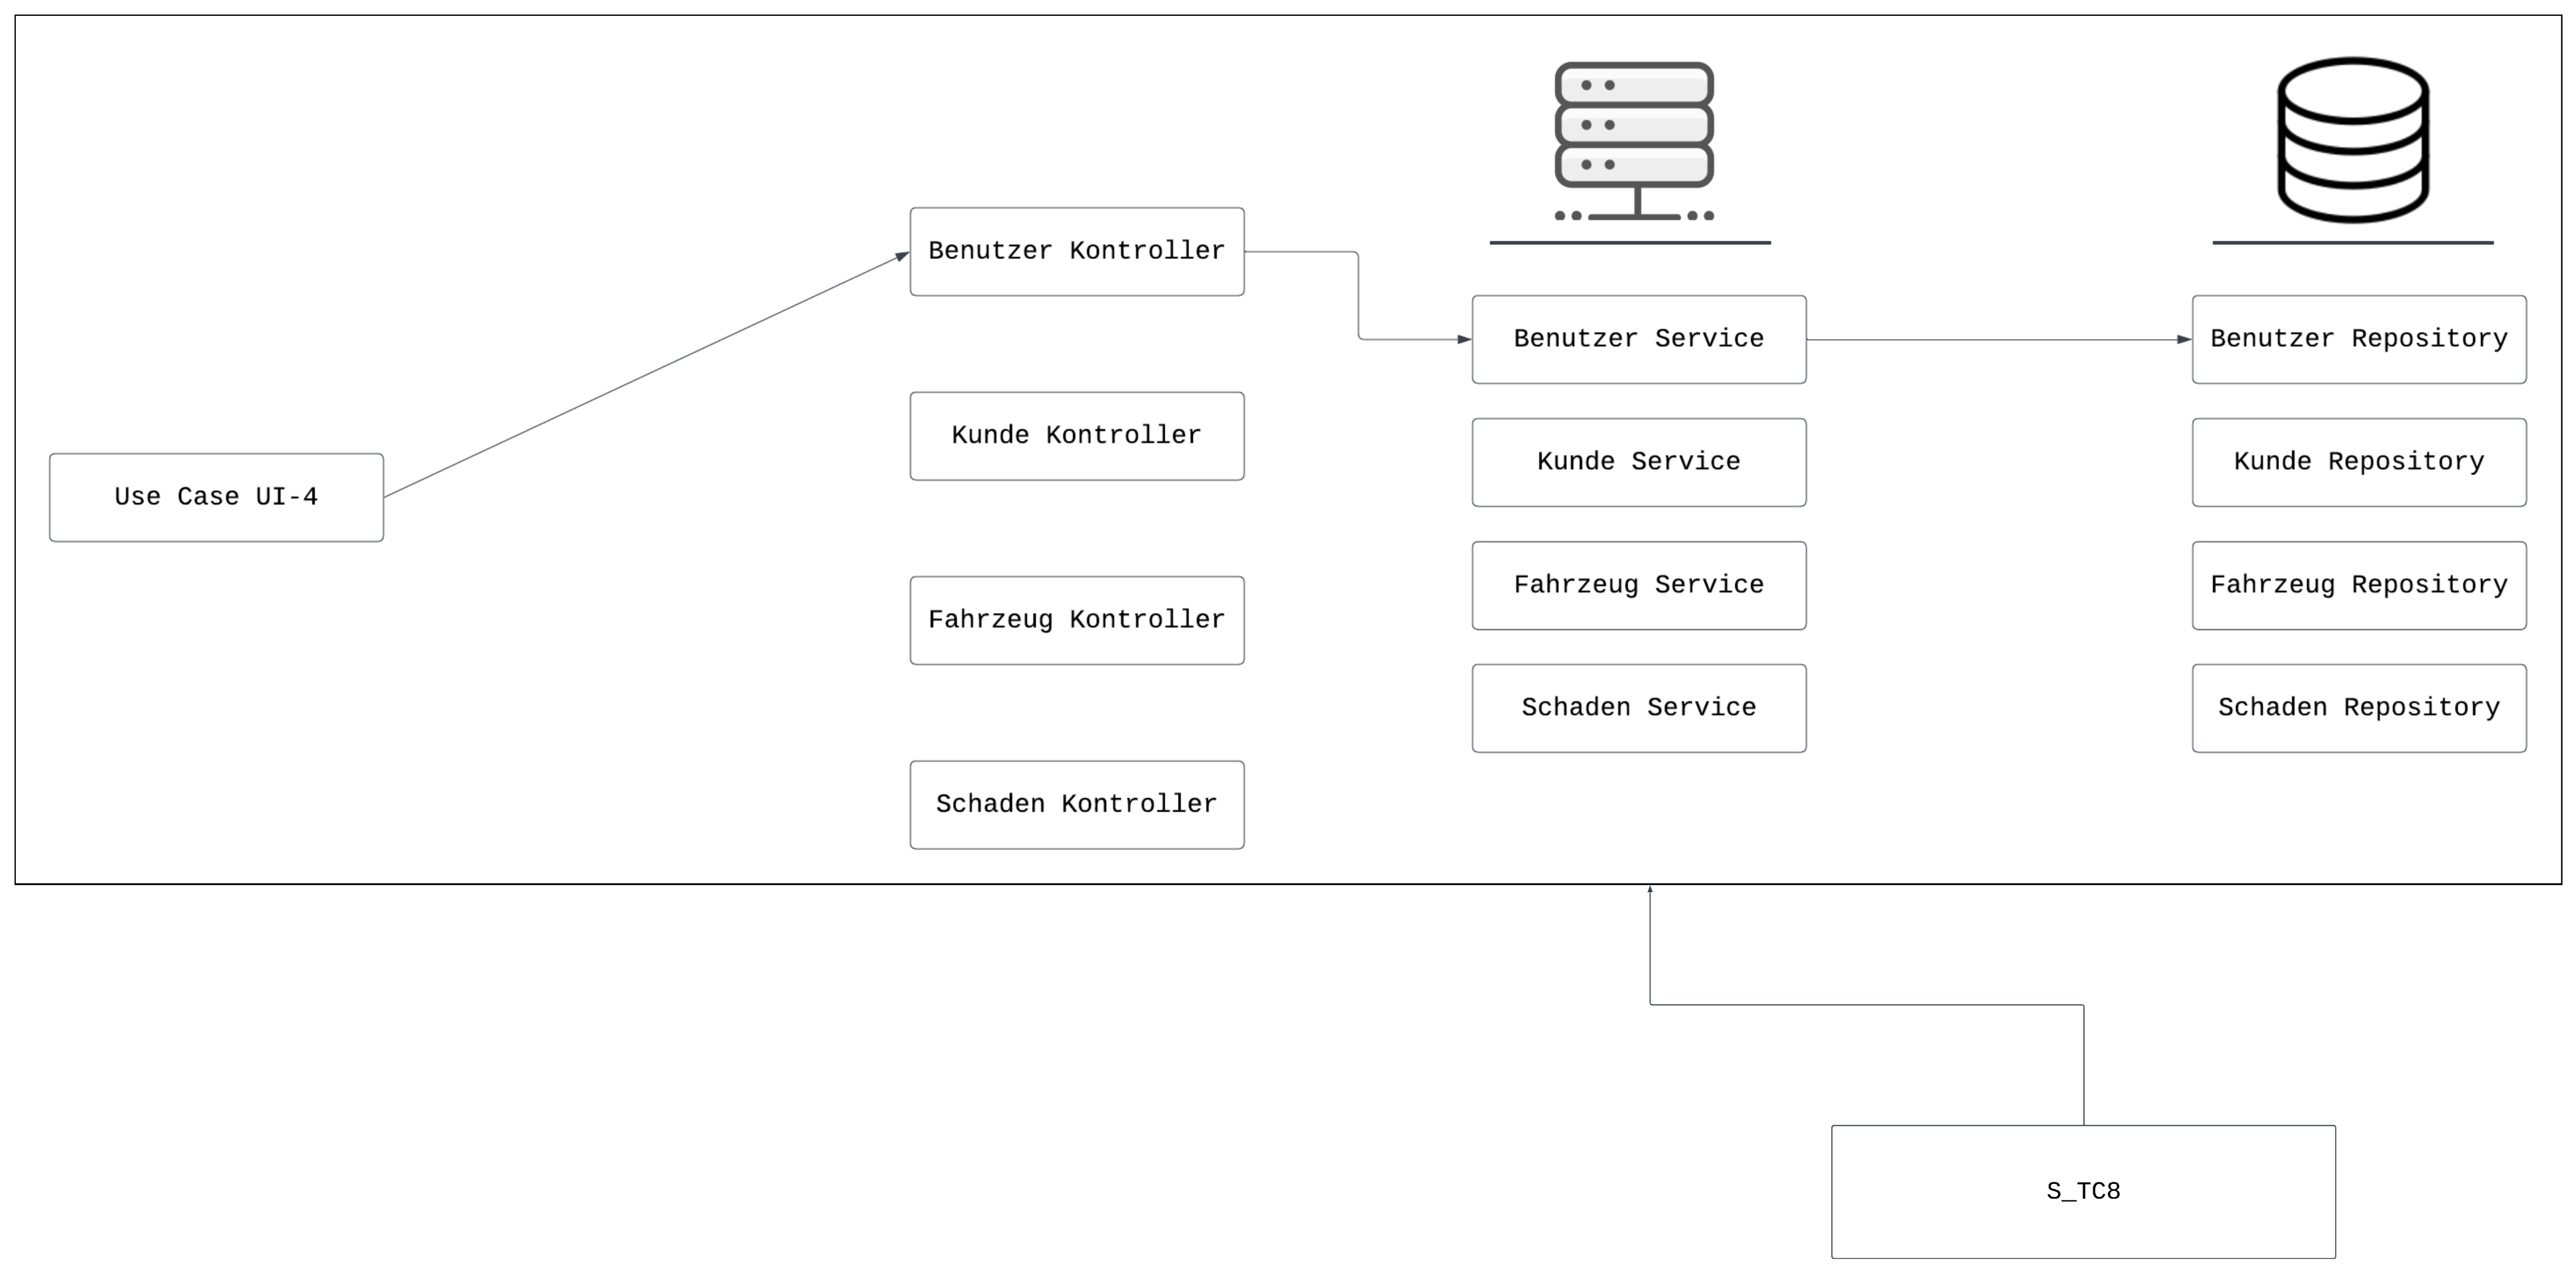 Use Case UI-4
Benutzer Kontroller
Kunde Kontroller
Fahrzeug Kontroller
Schaden Kontroller
Benutzer Service
Kunde Service
Fahrzeug Service
Schaden Service
Benutzer Repository
Kunde Repository
Fahrzeug Repository
Schaden Repository
S_TC8